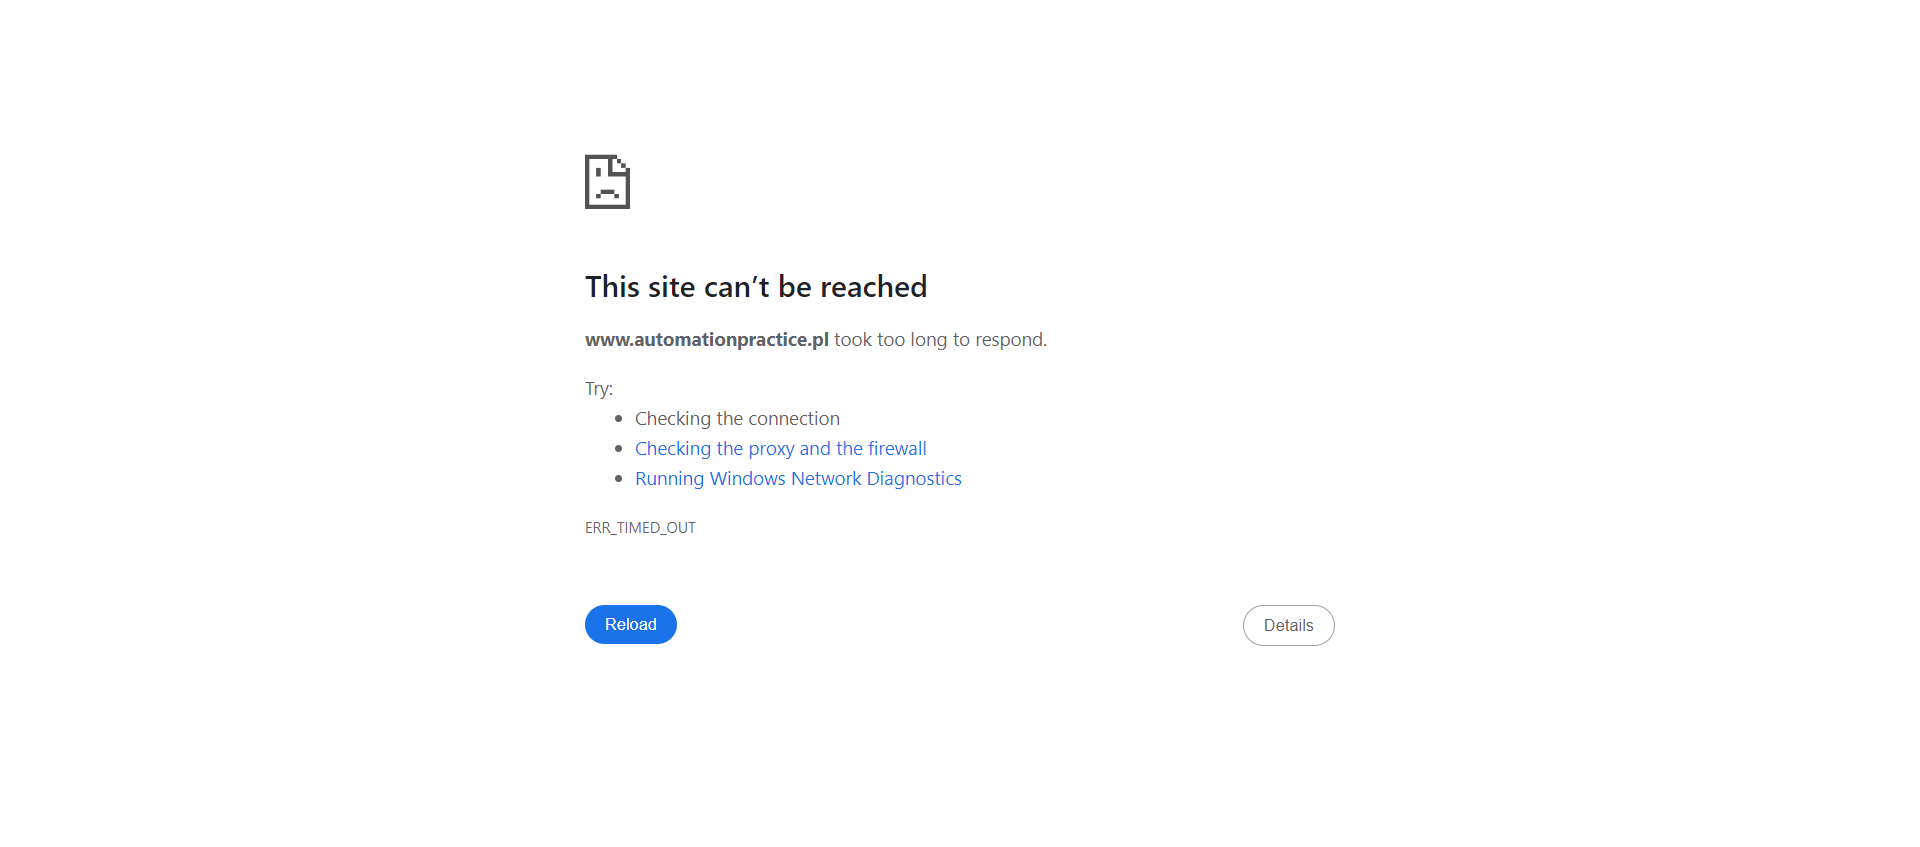 This site can’t be reached
www.automationpractice.pl took too long to respond.
Try:
Checking the connection
Checking the proxy and the firewall
Running Windows Network Diagnostics
ERR_TIMED_OUT
Reload
Details